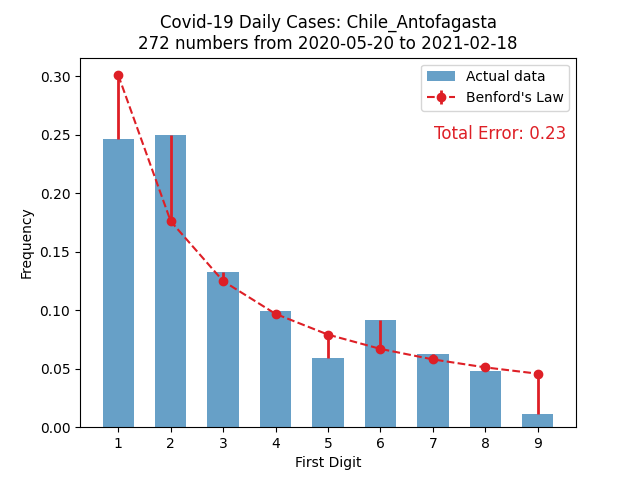 Covid-19 Daily Cases: Chile_Antofagasta
272 numbers from 2020-05-20 to 2021-02-18
Actual data
Benford's Law
Total Error: 0.23
Frequency
0.30
0.25
0.20
0.15
0.10
0.05
0.00
1 2 3 4 5 6 7 8 9
First Digit